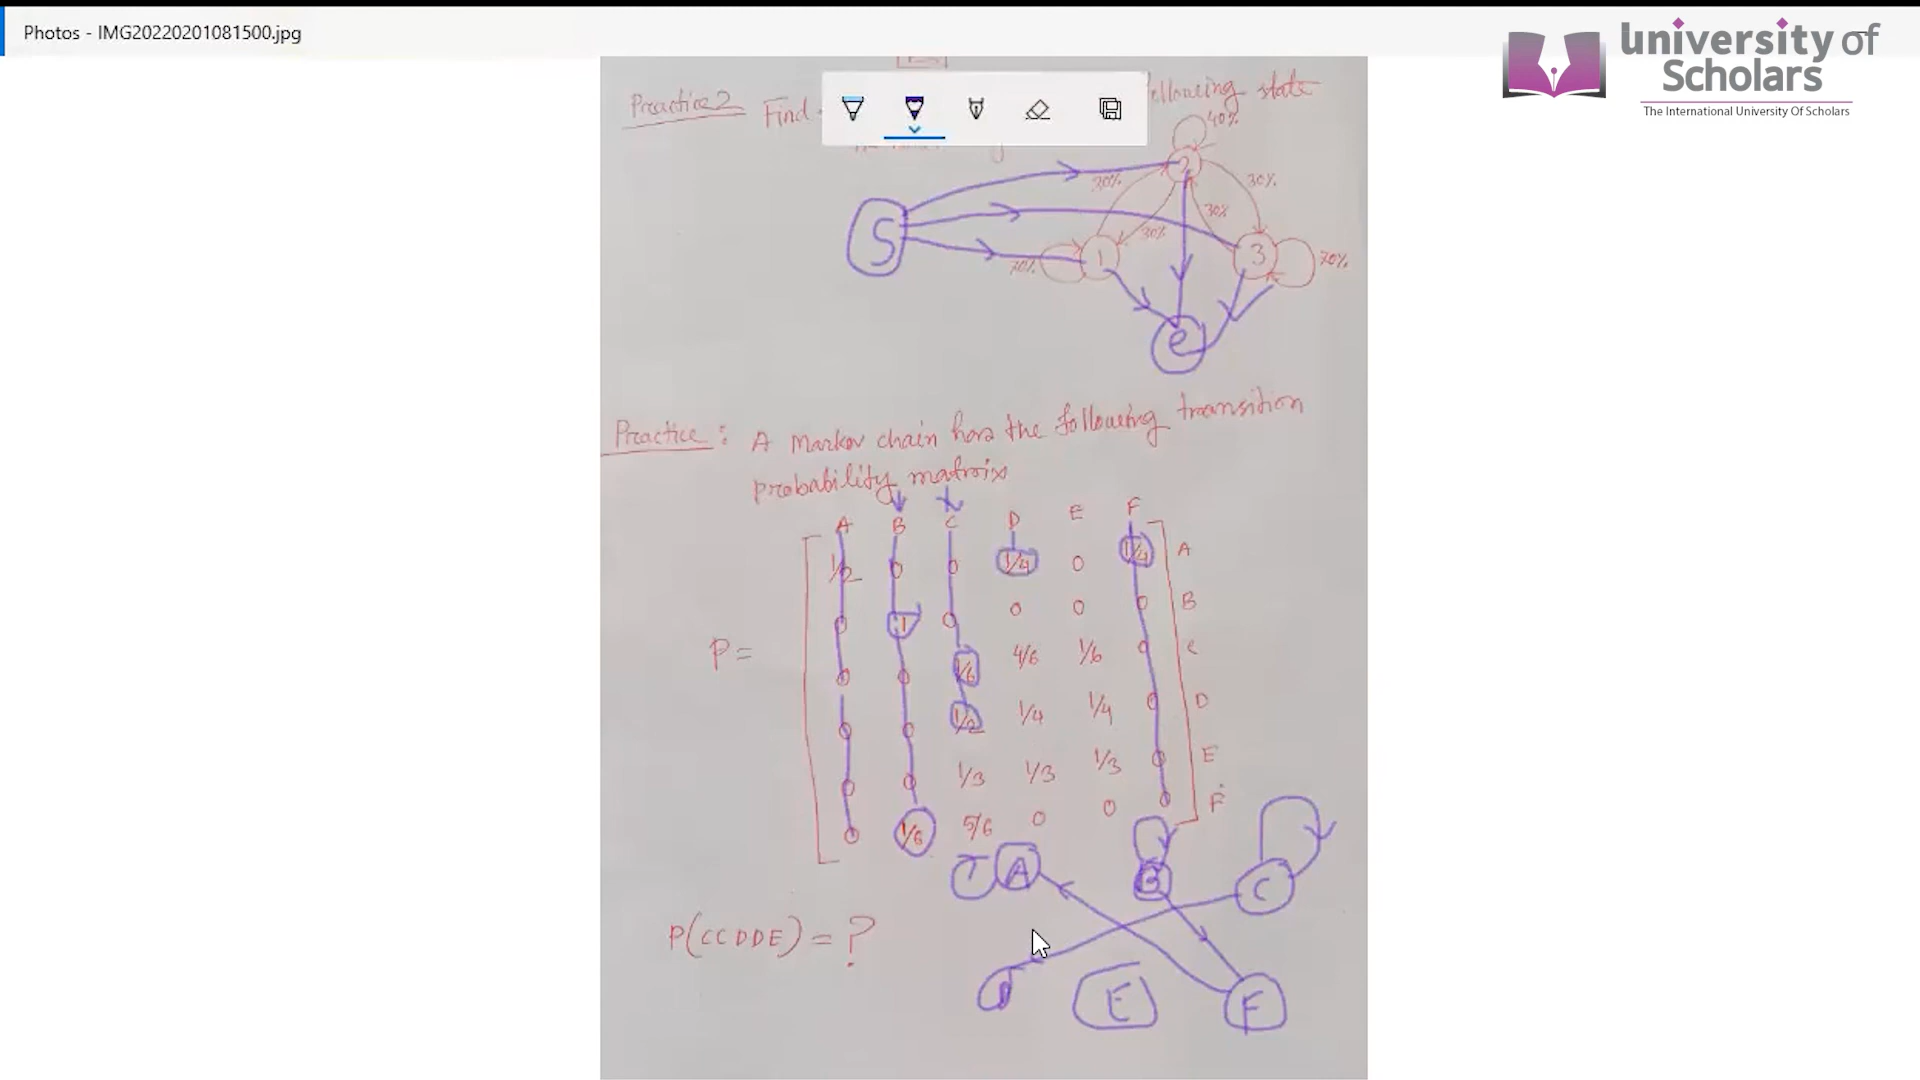 Photos - IMG20220201081500.jpg
University of
Scholars
The International University Of Scholars
Practice 2 Find following state
40%
2
S
30%
30%
30%
1
3
70%
70%
e
Practice: A Markov chain has the following transition
probability matrix
A B C D E F
1/2 0 0 1/4 0 1/4 A
0 1 0 0 0 0 B
0 0 1/6 4/6 1/6 0 C
P = 0 0 1/2 1/4 1/4 0 D
0 0 1/3 1/3 1/3 0 E
0 1/6 5/6 0 0 0 F
A B C
P(CCDDE) = ?
D E F